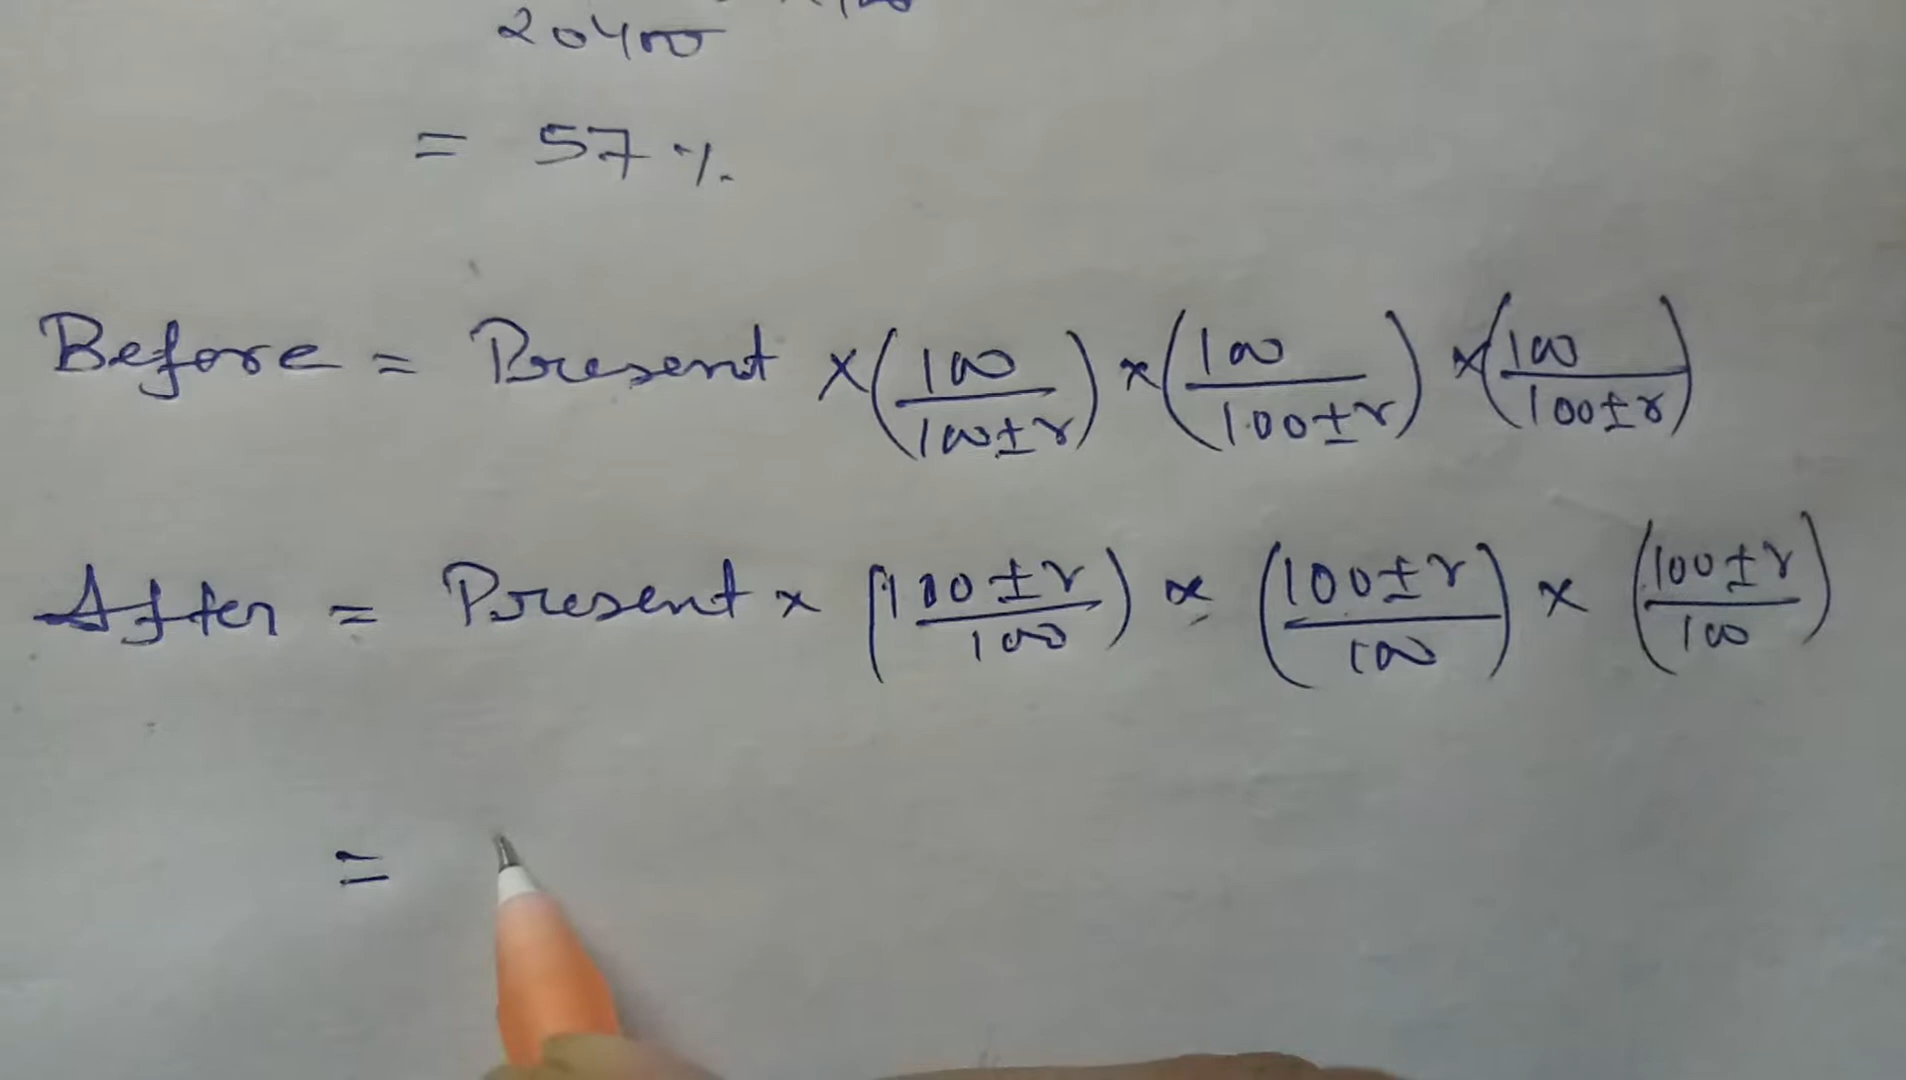 20400
= 57%
Before = Present × (100/100±r) × (100/100±r) × (100/100±r)
After = Present × (100±r/100) × (100±r/100) × (100±r/100)
=